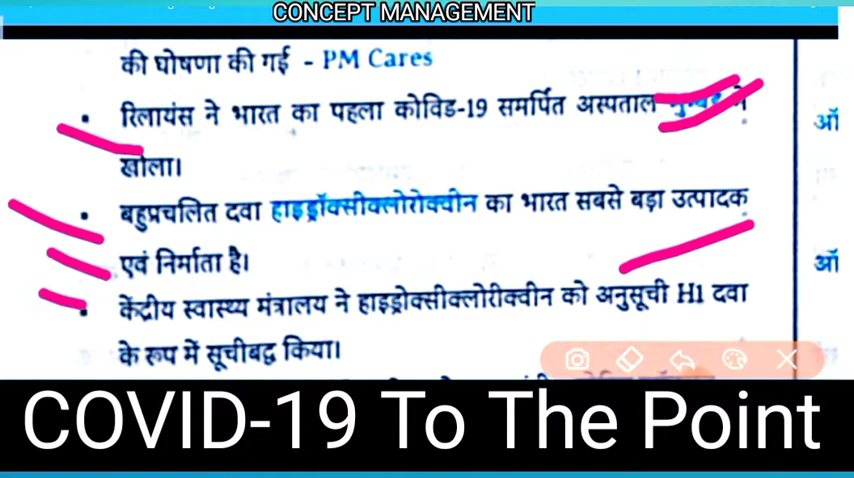 CONCEPT MANAGEMENT
की घोषणा की गई - PM Cares
• रिलायंस ने भारत का पहला कोविड-19 समर्पित अस्पताल मुम्बई में
खोला।
• बहुप्रचलित दवा हाइड्रॉक्सीक्लोरोक्वीन का भारत सबसे बड़ा उत्पादक
एवं निर्माता है।
• केंद्रीय स्वास्थ्य मंत्रालय ने हाइड्रोक्सीक्लोरीक्वीन को अनुसूची H1 दवा
के रूप में सूचीबद्ध किया।
COVID-19 To The Point